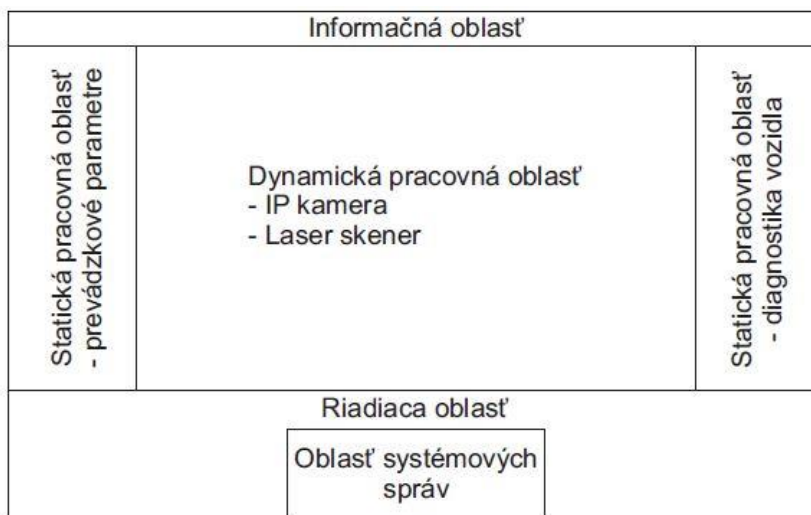 Informačná oblasť
Statická pracovná oblasť
- prevádzkové parametre
Dynamická pracovná oblasť
- IP kamera
- Laser skener
Statická pracovná oblasť
- diagnostika vozidla
Riadiaca oblasť
Oblasť systémových
správ